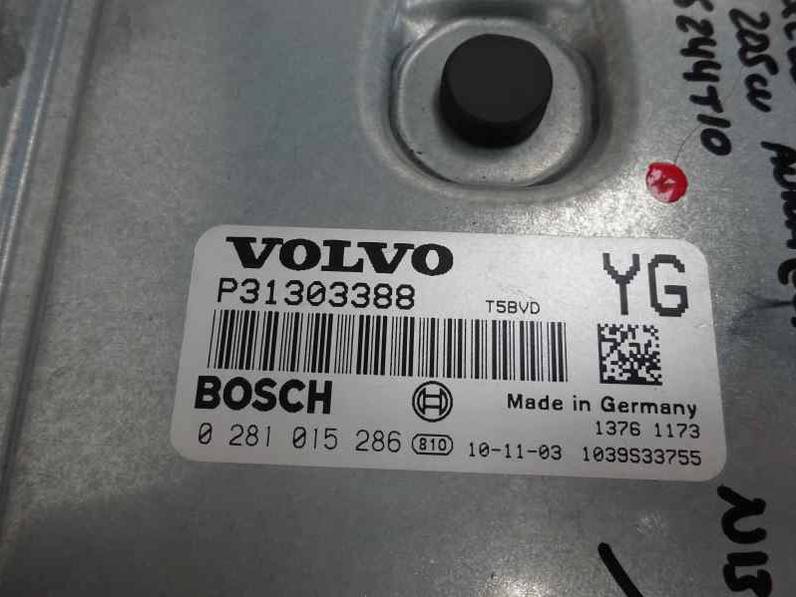 205cv
5244T10
VOLVO
YG
P31303388 T5BVD
BOSCH
Made in Germany
1376 1173
0 281 015 286 810 10-11-03 1039S33755